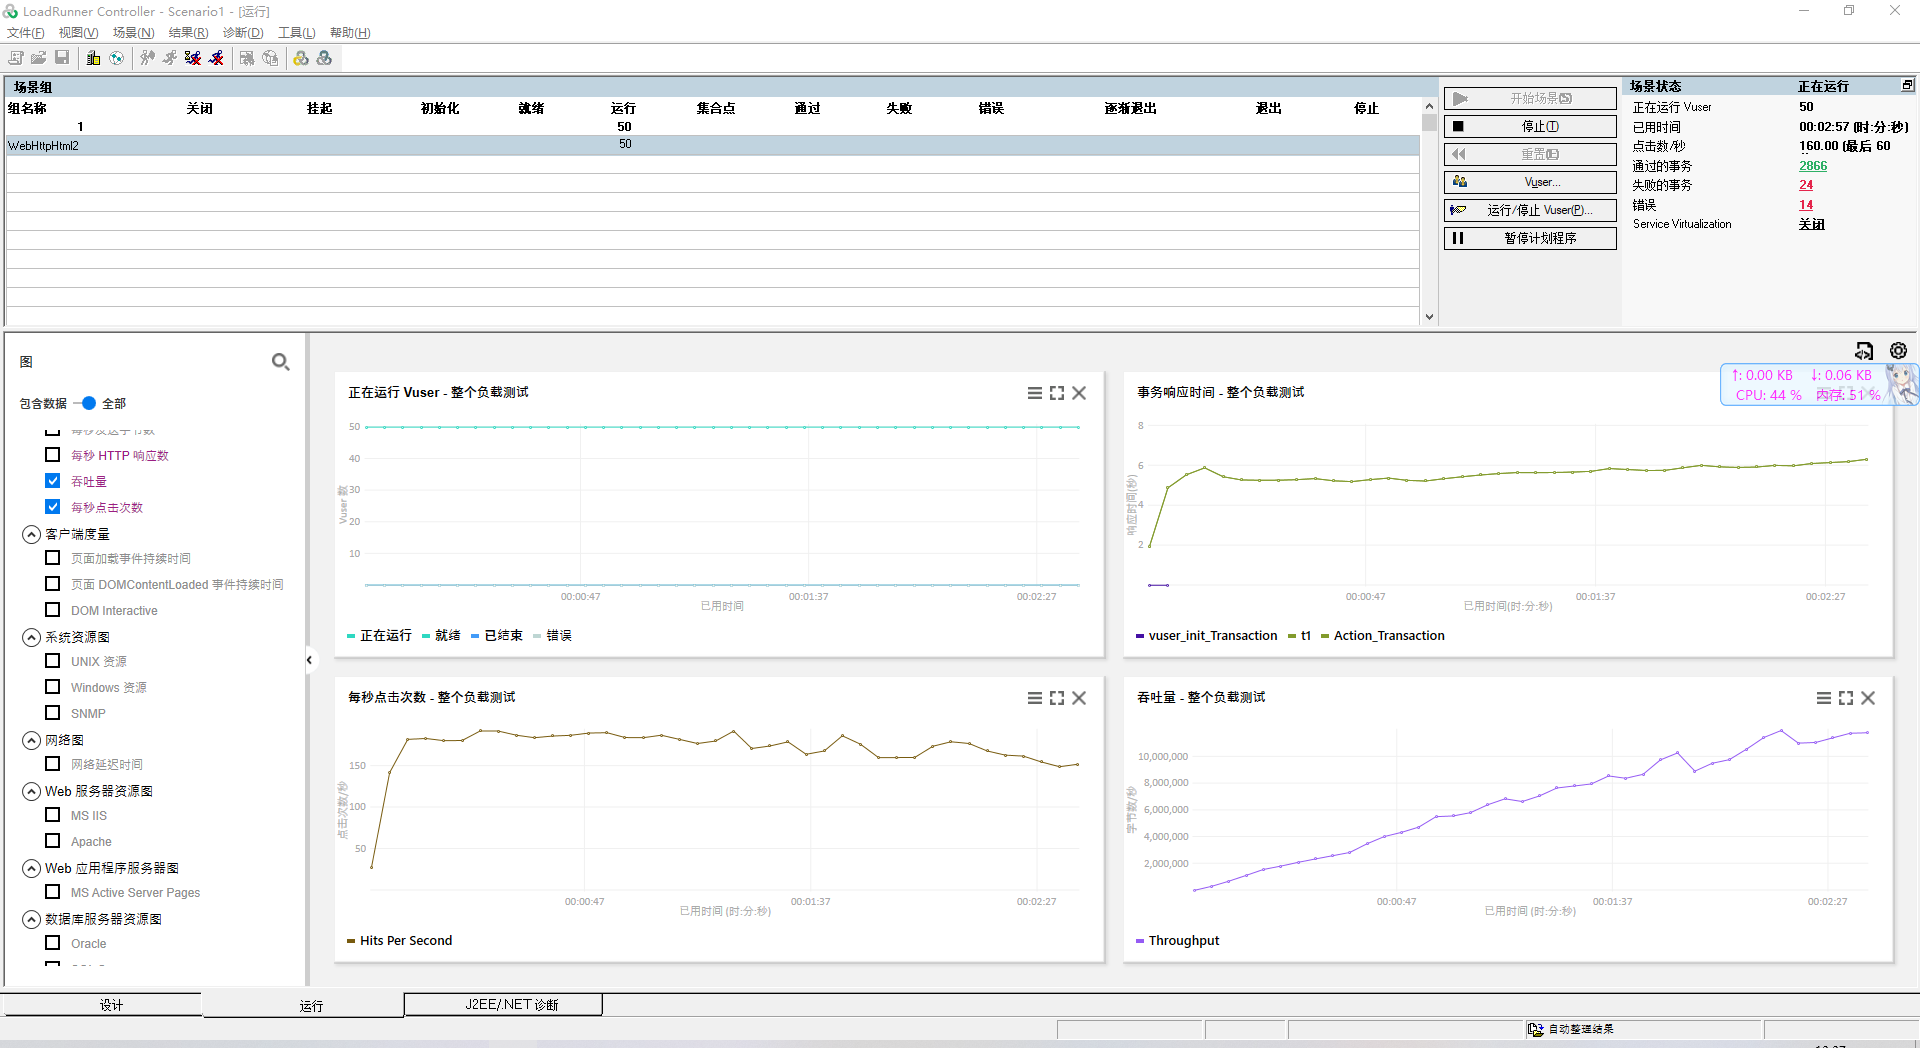 LoadRunner Controller - Scenario1 - [运行]
文件(F) 视图(V) 场景(N) 结果(R) 诊断(D) 工具(L) 帮助(H)
场景组
组名称 关闭 挂起 初始化 就绪 运行 集合点 通过 失败 错误 逐渐退出 退出 停止
1 50
WebHttpHtml2 50
开始场景(S)
停止(T)
重置(E)
Vuser...
运行/停止 Vuser(P)...
暂停计划程序
场景状态 正在运行
正在运行 Vuser 50
已用时间 00:02:57 (时:分:秒)
点击数/秒 160.00 (最后 60
通过的事务 2866
失败的事务 24
错误 14
Service Virtualization 关闭
图
包含数据 全部
每秒发送字节数
每秒 HTTP 响应数
吞吐量
每秒点击次数
客户端度量
页面加载事件持续时间
页面 DOMContentLoaded 事件持续时间
DOM Interactive
系统资源图
UNIX 资源
Windows 资源
SNMP
网络图
网络延迟时间
Web 服务器资源图
MS IIS
Apache
Web 应用程序服务器图
MS Active Server Pages
数据库服务器资源图
Oracle
正在运行 Vuser - 整个负载测试
50
40
30
20
10
Vuser 数
00:00:47 00:01:37 00:02:27
已用时间
正在运行 就绪 已结束 错误
事务响应时间 - 整个负载测试
↑: 0.00 KB ↓: 0.06 KB
CPU: 44 % 内存: 51 %
8
6
4
2
响应时间(秒)
00:00:47 00:01:37 00:02:27
已用时间(时:分:秒)
vuser_init_Transaction t1 Action_Transaction
每秒点击次数 - 整个负载测试
150
100
50
点击次数/秒
00:00:47 00:01:37 00:02:27
已用时间 (时:分:秒)
Hits Per Second
吞吐量 - 整个负载测试
10,000,000
8,000,000
6,000,000
4,000,000
2,000,000
字节数/秒
00:00:47 00:01:37 00:02:27
已用时间 (时:分:秒)
Throughput
设计 运行 J2EE/.NET 诊断
自动整理结果